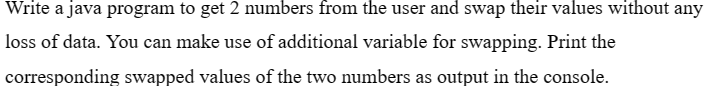 Write a java program to get 2 numbers from the user and swap their values without any
loss of data. You can make use of additional variable for swapping. Print the
corresponding swapped values of the two numbers as output in the console.